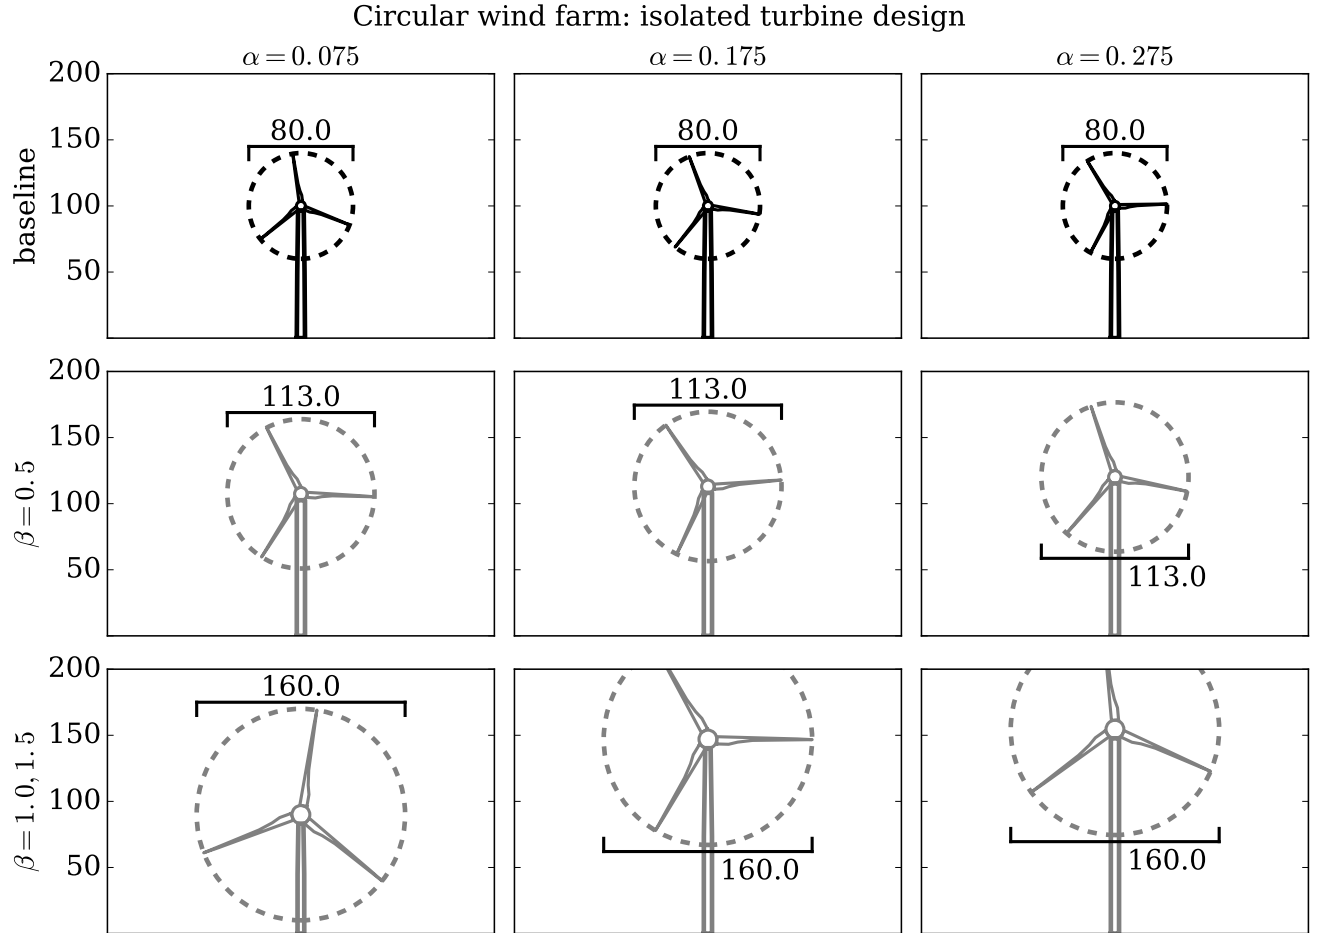 Circular wind farm: isolated turbine design
α = 0.075 α = 0.175 α = 0.275
baseline
200
150
100
50
80.0 80.0 80.0
β = 0.5
200
150
100
50
113.0 113.0 113.0
β = 1.0, 1.5
200
150
100
50
160.0 160.0 160.0